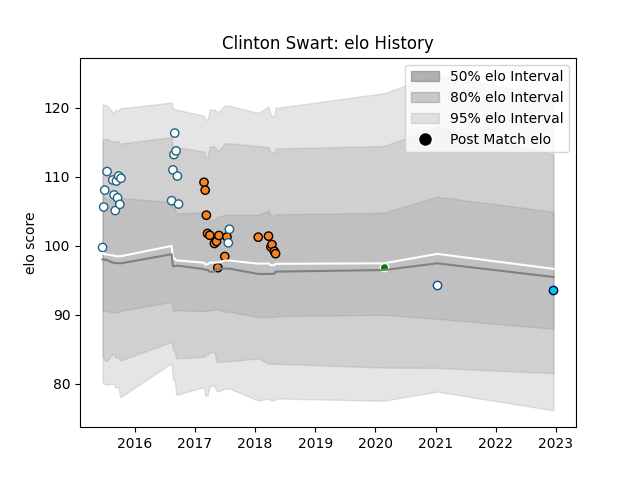 Clinton Swart: elo History
50% elo Interval
80% elo Interval
95% elo Interval
Post Match elo
elo score
120
110
100
90
80
2016 2017 2018 2019 2020 2021 2022 2023